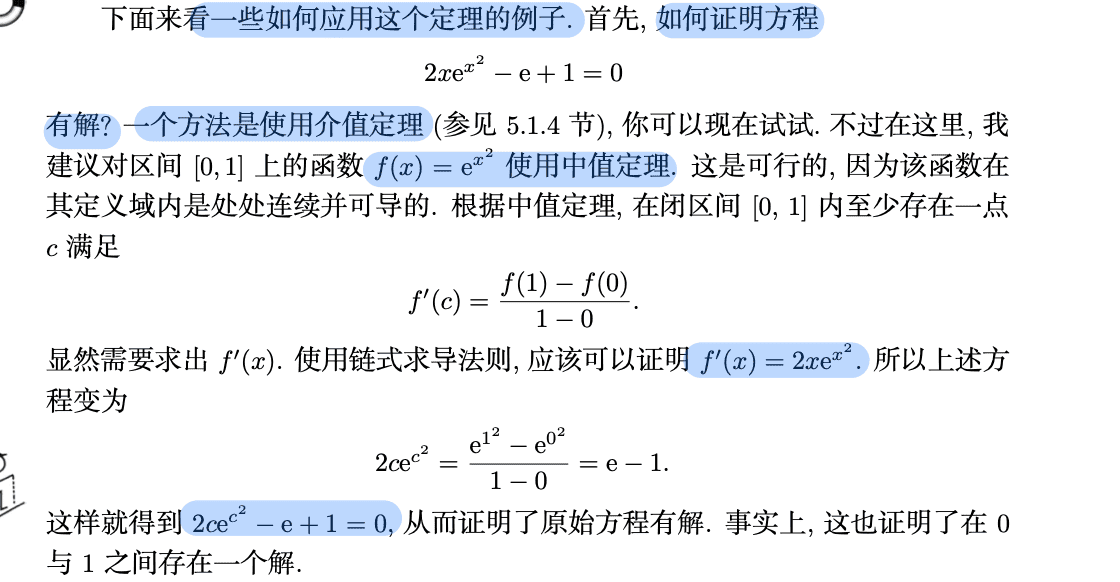 下面来看一些如何应用这个定理的例子. 首先, 如何证明方程
2xe^{x^2} − e + 1 = 0
有解? 一个方法是使用介值定理 (参见 5.1.4 节), 你可以现在试试. 不过在这里, 我
建议对区间 [0, 1] 上的函数 f(x) = e^{x^2} 使用中值定理. 这是可行的, 因为该函数在
其定义域内是处处连续并可导的. 根据中值定理, 在闭区间 [0, 1] 内至少存在一点
c 满足
f′(c) = \frac{f(1) − f(0)}{1 − 0}.
显然需要求出 f′(x). 使用链式求导法则, 应该可以证明 f′(x) = 2xe^{x^2}. 所以上述方
程变为
2ce^{c^2} = \frac{e^{1^2} − e^{0^2}}{1 − 0} = e − 1.
这样就得到 2ce^{c^2} − e + 1 = 0, 从而证明了原始方程有解. 事实上, 这也证明了在 0
与 1 之间存在一个解.